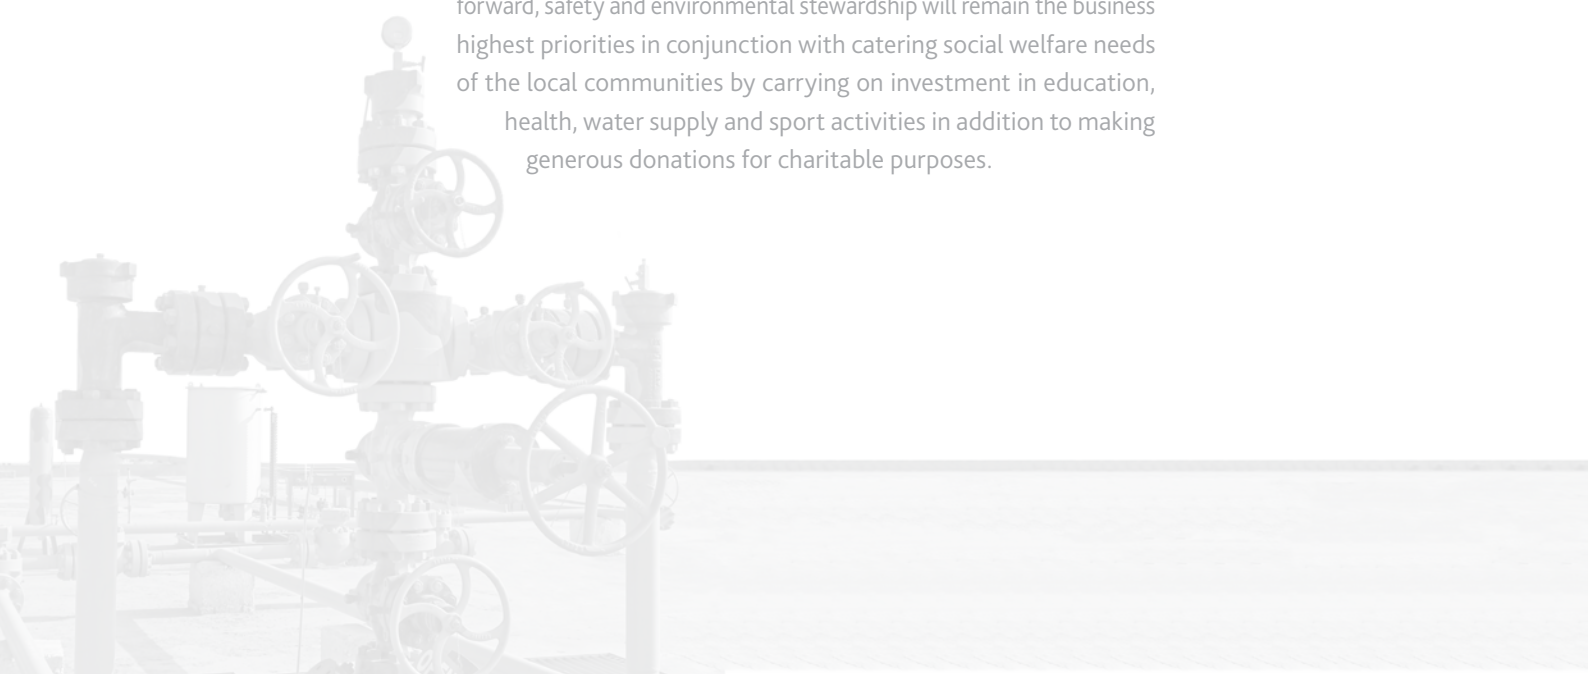 forward, safety and environmental stewardship will remain the business
highest priorities in conjunction with catering social welfare needs
of the local communities by carrying on investment in education,
health, water supply and sport activities in addition to making
generous donations for charitable purposes.